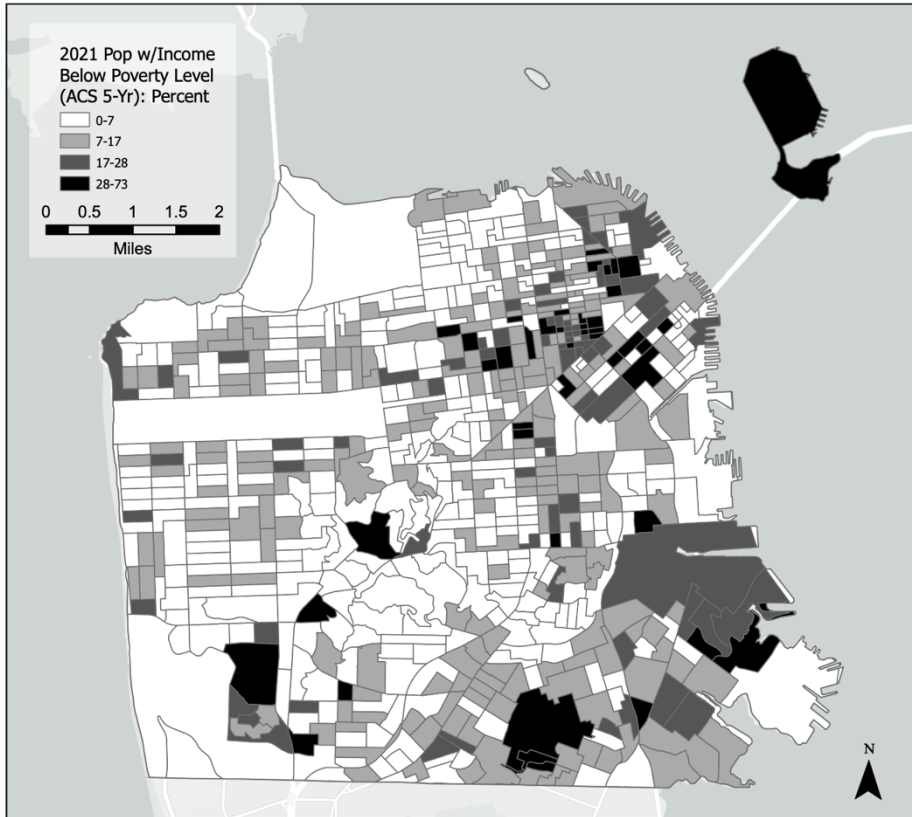 2021 Pop w/Income
Below Poverty Level
(ACS 5-Yr): Percent
0-7
7-17
17-28
28-73
0 0.5 1 1.5 2
Miles
N